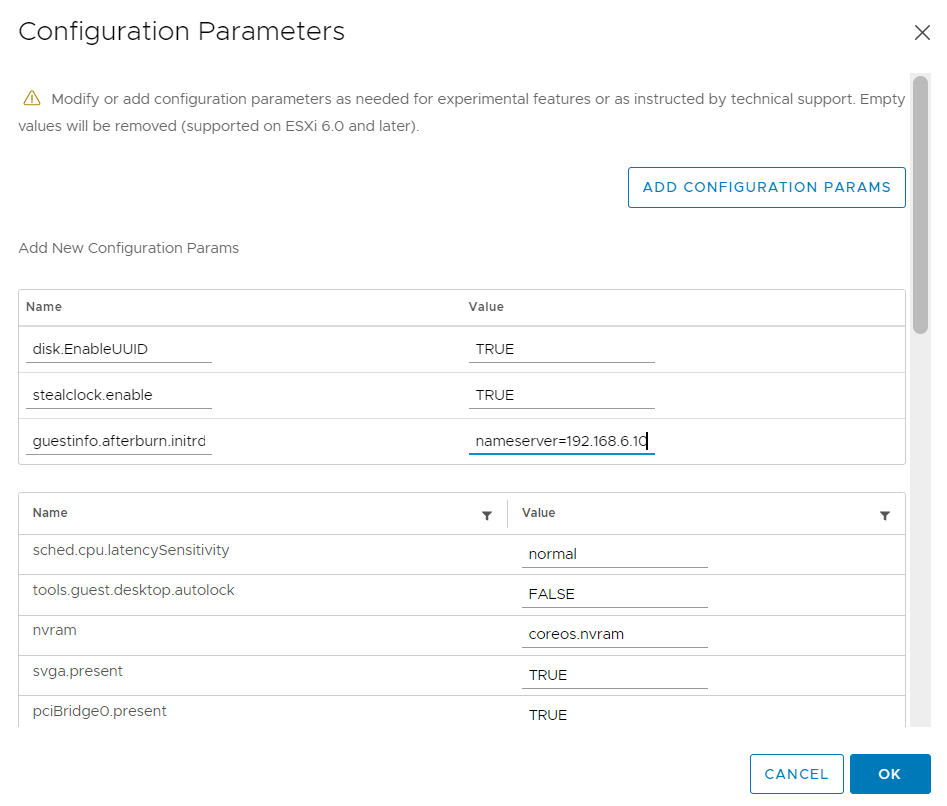 Configuration Parameters
Modify or add configuration parameters as needed for experimental features or as instructed by technical support. Empty
values will be removed (supported on ESXi 6.0 and later).
ADD CONFIGURATION PARAMS
Add New Configuration Params
Name Value
disk.EnableUUID TRUE
stealclock.enable TRUE
guestinfo.afterburn.initrd nameserver=192.168.6.10
Name Value
sched.cpu.latencySensitivity normal
tools.guest.desktop.autolock FALSE
nvram coreos.nvram
svga.present TRUE
pciBridge0.present TRUE
CANCEL OK